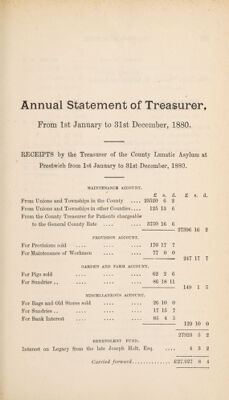 Annual Statement of Treasurer.
From 1st January to 31st December, 1880.
RECEIPTS by the Treasurer of the County Lunatic Asylum at
Prestwich from 1st January to 31st December, 1880.
MAINTENANCE ACCOUNT.
£ s. d. £ s. d.
From Unions and Townships in the County .... 29520 6 2
From Unions and Townships in other Counties.... 125 13 6
From the County Treasurer for Patients chargeable
to the General County Rate .... .... 8750 16 6
27396 16 2
PROVISION ACCOUNT.
For Provisions sold .... .... .... .... 170 17 7
For Maintenance of Workmen .... .... 77 0 0
247 17 7
GARDEN AND FARM ACCOUNT.
For Pigs sold .... .... .... .... 62 2 6
For Sundries .. .... .... .... .... 86 18 11
149 1 5
MISCELLANEOUS ACCOUNT.
For Rags and Old Stores sold .... .... .... 26 10 0
For Sundries .. .... .... .... .... 17 15 7
For Bank Interest .... .... .... .... 85 4 5
129 10 0
27923 5 2
BENEVOLENT FUND.
Interest on Legacy from the late Joseph Holt, Esq. .... 4 3 2
Carried forward............ £27,927 8 4